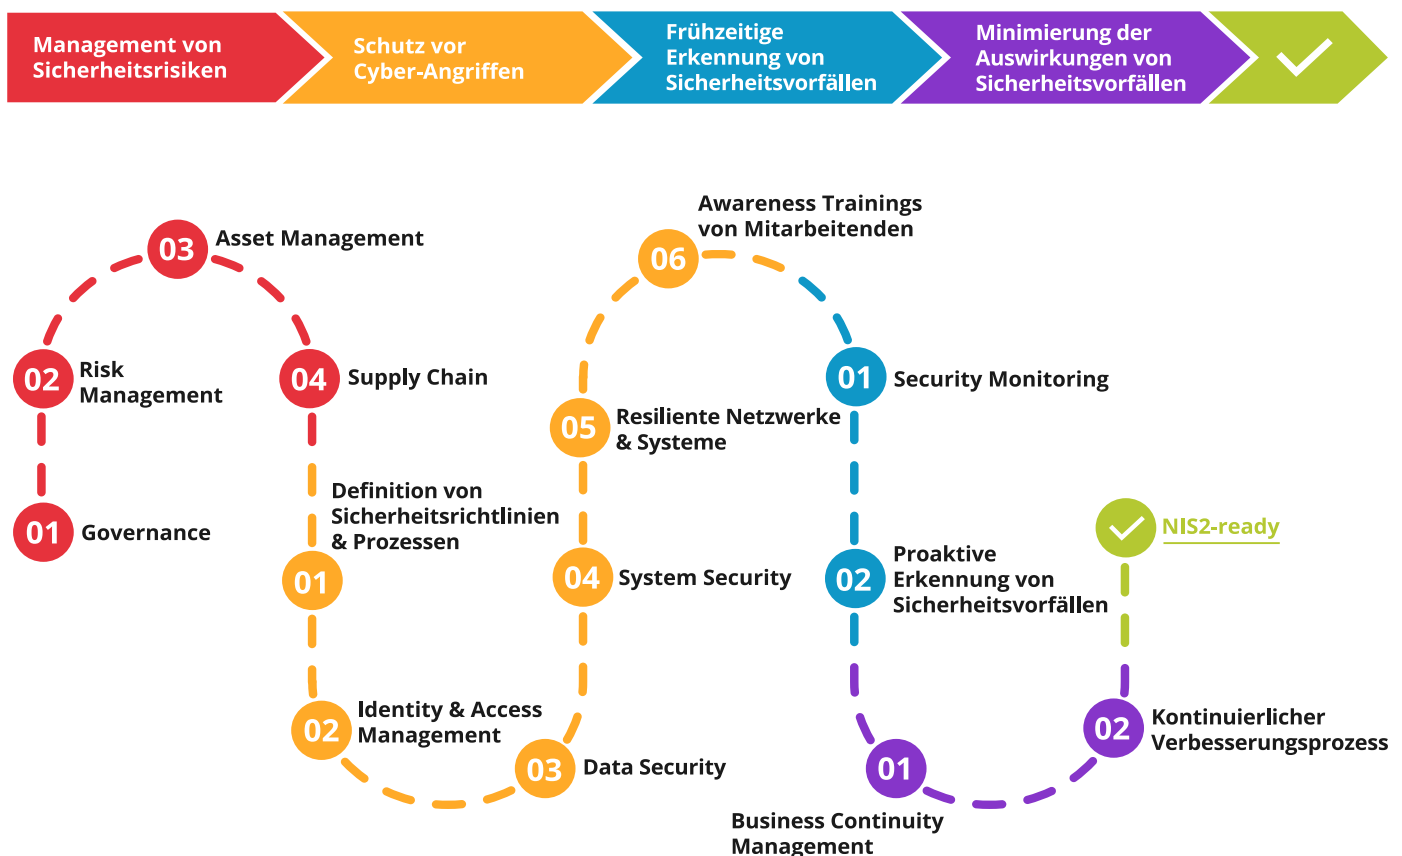 Management von
Sicherheitsrisiken
Schutz vor
Cyber-Angriffen
Frühzeitige
Erkennung von
Sicherheitsvorfällen
Minimierung der
Auswirkungen von
Sicherheitsvorfällen
01
Governance
02
Risk
Management
03
Asset Management
04
Supply Chain
01
Definition von
Sicherheitsrichtlinien
& Prozessen
02
Identity & Access
Management
03
Data Security
04
System Security
05
Resiliente Netzwerke
& Systeme
06
Awareness Trainings
von Mitarbeitenden
01
Security Monitoring
02
Proaktive
Erkennung von
Sicherheitsvorfällen
01
Business Continuity
Management
02
Kontinuierlicher
Verbesserungsprozess
NIS2-ready